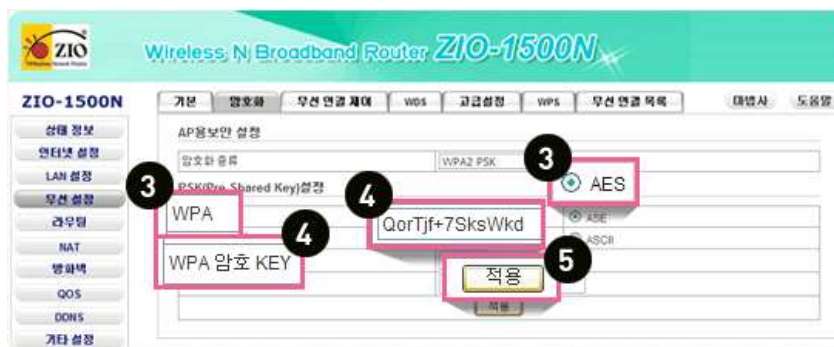 ZIO
Wireless N Broadband Router ZIO-1500N
ZIO-1500N
기본 암호화 무선 연결 제어 WDS 고급설정 WPS 무선 연결 목록 마법사 도움말
상태 정보
인터넷 설정
LAN 설정
무선 설정
라우팅
NAT
방화벽
QOS
DDNS
기타 설정
AP용보안 설정
암호화 종류 WPA2 PSK
PSK(Pre Shared Key)설정
3 WPA
3 AES
4 QorTjf+7SksWkd
ASCII
4 WPA 암호 KEY
5 적용
적용